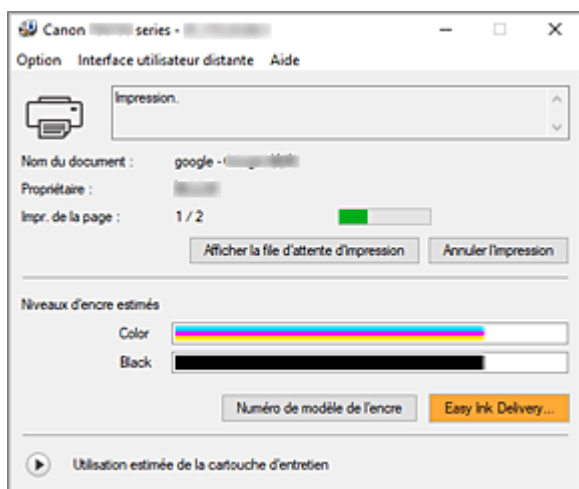 Canon series -
Option Interface utilisateur distante Aide
Impression.
Nom du document : google -
Propriétaire :
Impr. de la page : 1 / 2
Afficher la file d'attente d'impression Annuler l'impression
Niveaux d'encre estimés
Color
Black
Numéro de modèle de l'encre Easy Ink Delivery...
Utilisation estimée de la cartouche d'entretien